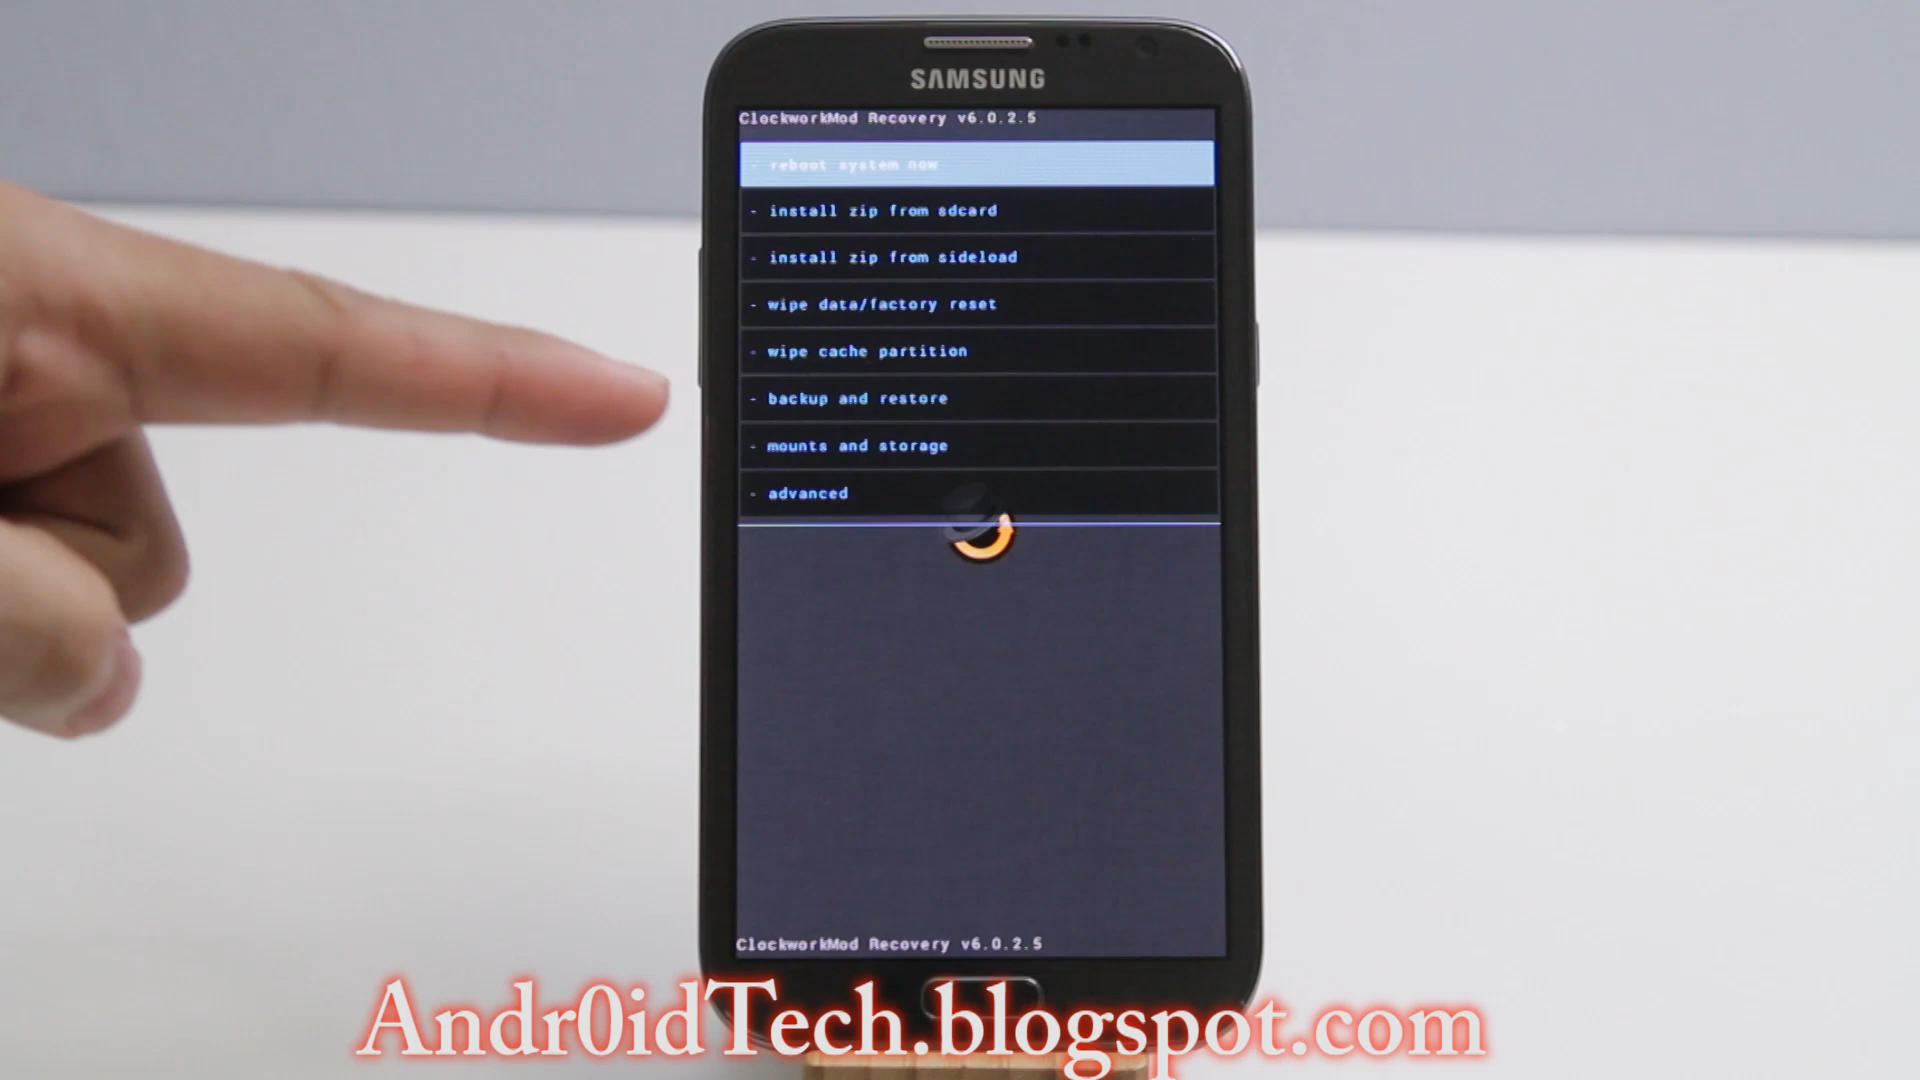 SAMSUNG
ClockworkMod Recovery v6.0.2.5
- reboot system now
- install zip from sdcard
- install zip from sideload
- wipe data/factory reset
- wipe cache partition
- backup and restore
- mounts and storage
- advanced
ClockworkMod Recovery v6.0.2.5
Andr0idTech.blogspot.com